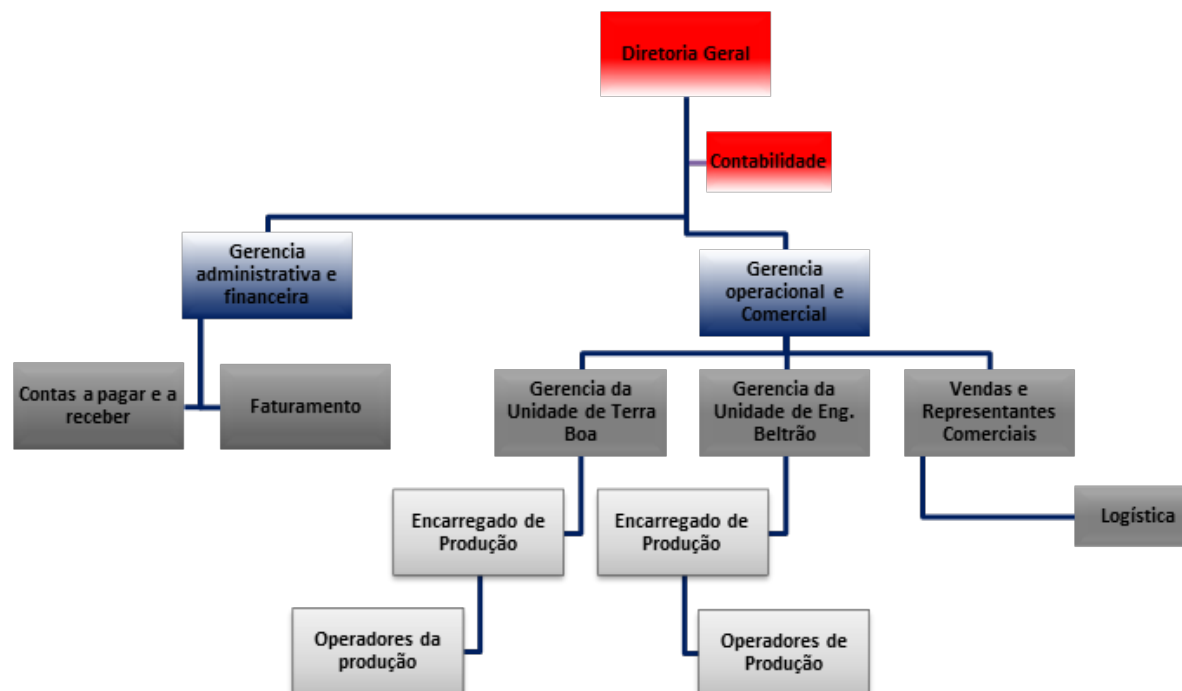 Diretoria Geral
Contabilidade
Gerencia
administrativa e
financeira
Gerencia
operacional e
Comercial
Contas a pagar e a
receber
Faturamento
Gerencia da
Unidade de Terra
Boa
Gerencia da
Unidade de Eng.
Beltrão
Vendas e
Representantes
Comerciais
Encarregado de
Produção
Encarregado de
Produção
Logística
Operadores da
produção
Operadores de
Produção